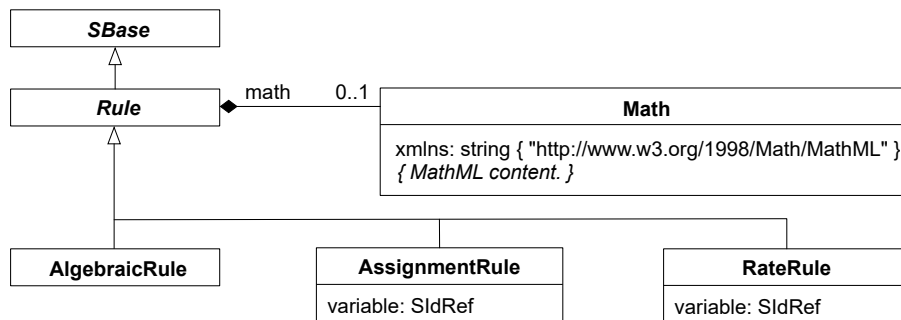 SBase
Rule
math 0..1
Math
xmlns: string { "http://www.w3.org/1998/Math/MathML" }
{ MathML content. }
AlgebraicRule
AssignmentRule
variable: SIdRef
RateRule
variable: SIdRef